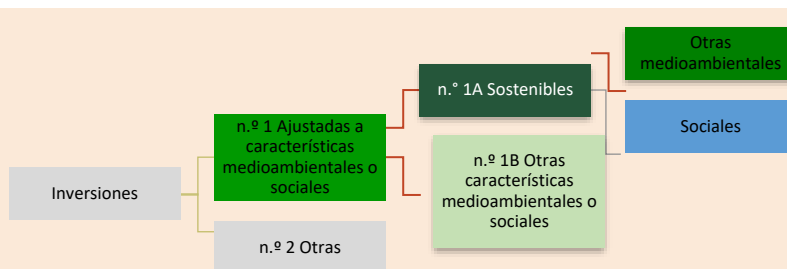 Inversiones
n.º 1 Ajustadas a
características
medioambientales o
sociales
n.º 2 Otras
n.° 1A Sostenibles
n.º 1B Otras
características
medioambientales o
sociales
Otras
medioambientales
Sociales